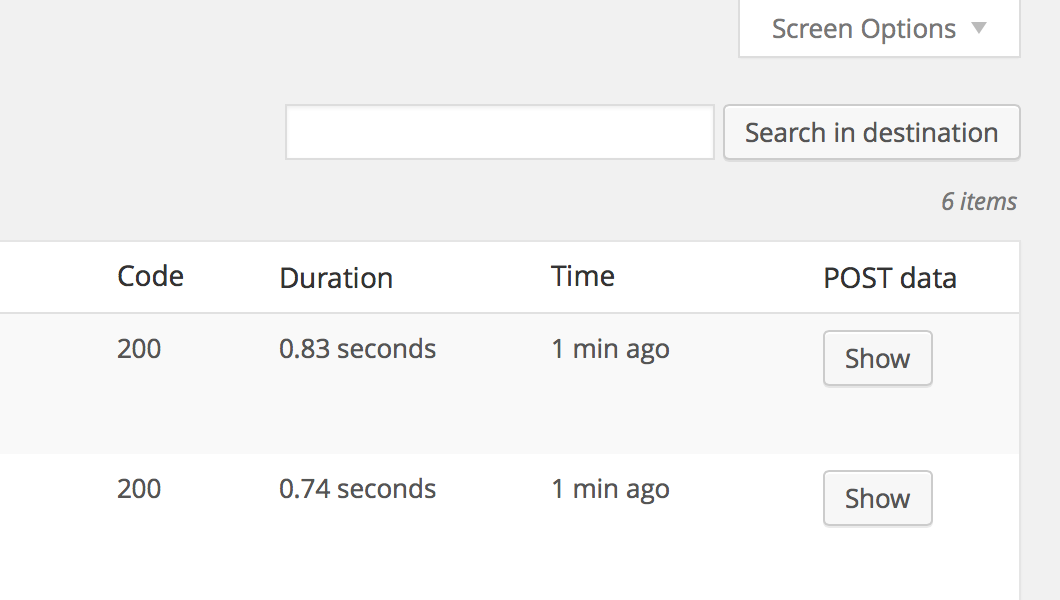 Screen Options
Search in destination
6 items
Code Duration Time POST data
200 0.83 seconds 1 min ago Show
200 0.74 seconds 1 min ago Show